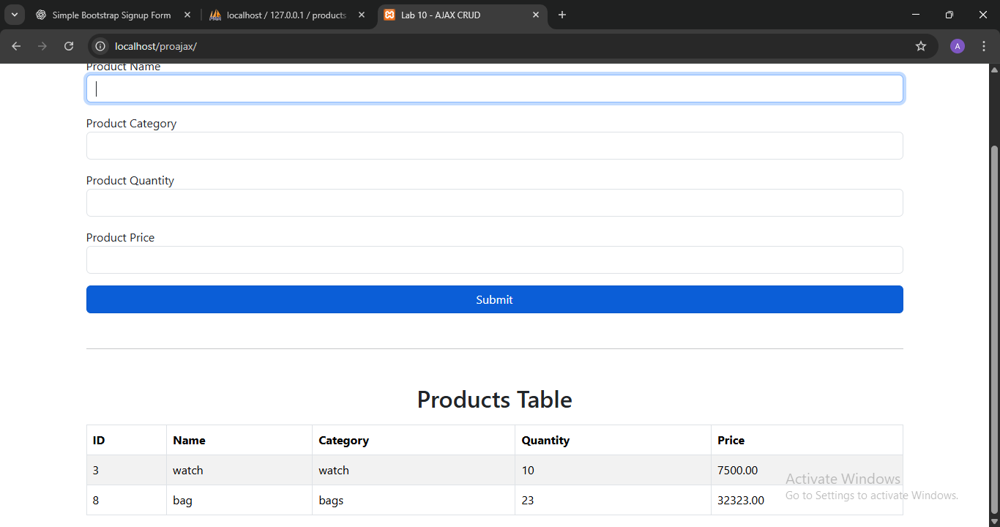 Simple Bootstrap Signup Form
localhost / 127.0.0.1 / products
Lab 10 - AJAX CRUD
localhost/proajax/
A
Product Name
Product Category
Product Quantity
Product Price
Submit
Products Table
ID Name Category Quantity Price
3 watch watch 10 7500.00
8 bag bags 23 32323.00
Activate Windows
Go to Settings to activate Windows.